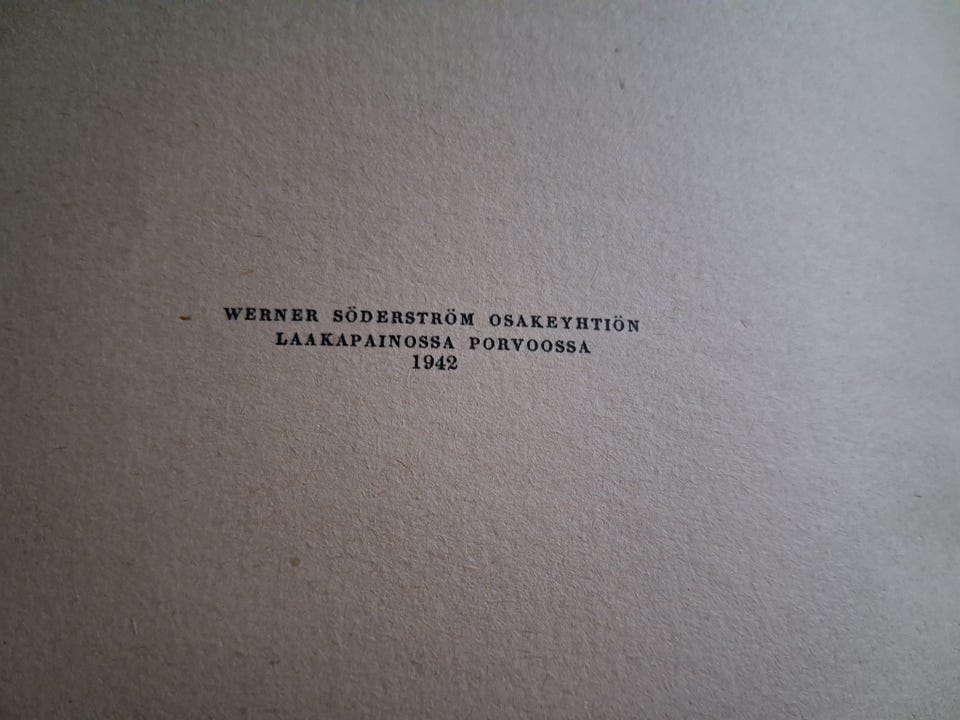 WERNER SÖDERSTRÖM OSAKEYHTIÖN
LAAKAPAINOSSA PORVOOSSA
1942